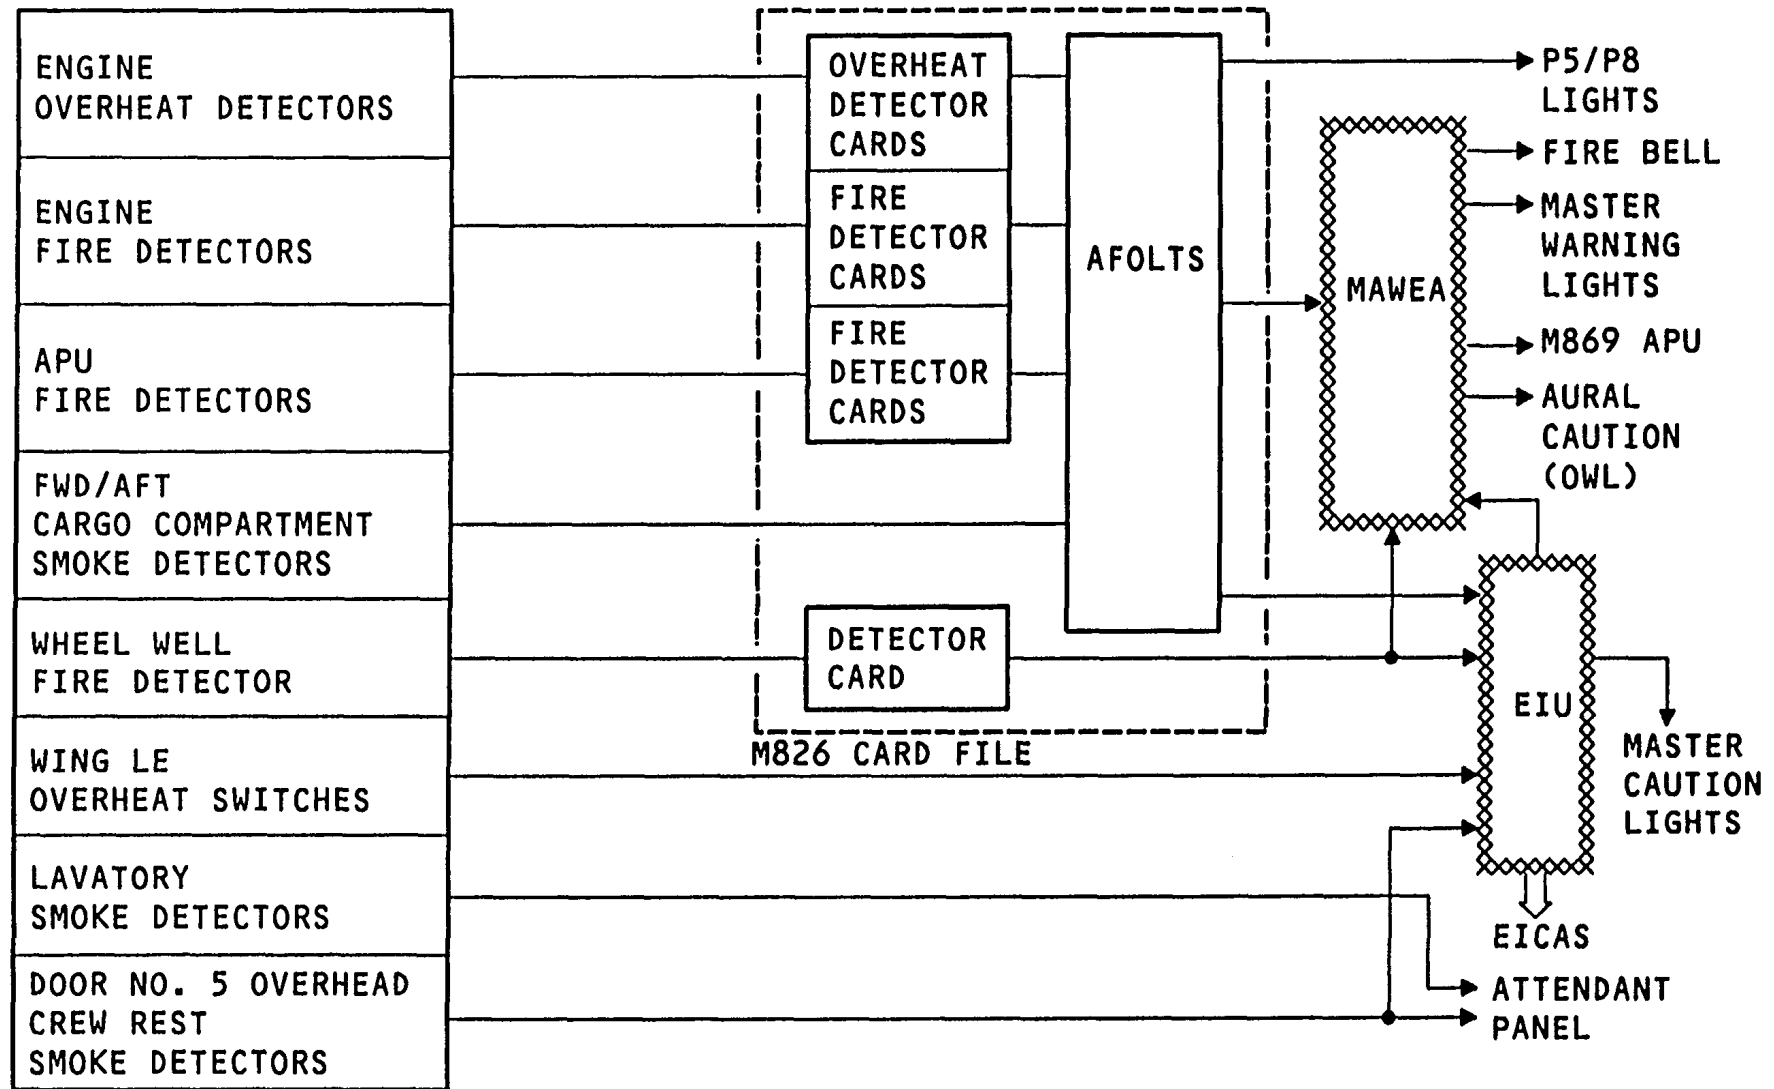 ENGINE
OVERHEAT DETECTORS
ENGINE
FIRE DETECTORS
APU
FIRE DETECTORS
FWD/AFT
CARGO COMPARTMENT
SMOKE DETECTORS
WHEEL WELL
FIRE DETECTOR
WING LE
OVERHEAT SWITCHES
LAVATORY
SMOKE DETECTORS
DOOR NO. 5 OVERHEAD
CREW REST
SMOKE DETECTORS
OVERHEAT
DETECTOR
CARDS
FIRE
DETECTOR
CARDS
FIRE
DETECTOR
CARDS
DETECTOR
CARD
M826 CARD FILE
AFOLTS
MAWEA
EIU
P5/P8
LIGHTS
FIRE BELL
MASTER
WARNING
LIGHTS
M869 APU
AURAL
CAUTION
(OWL)
MASTER
CAUTION
LIGHTS
EICAS
ATTENDANT
PANEL